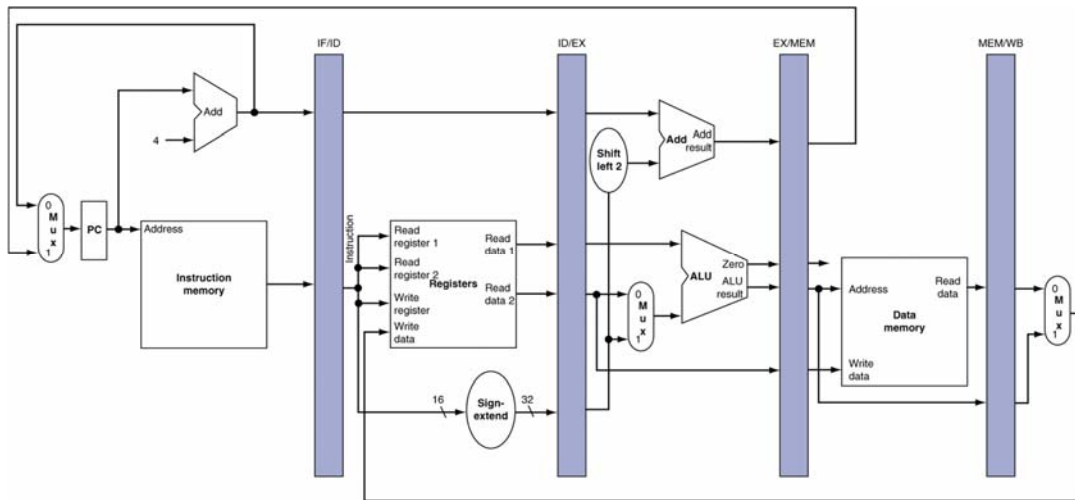 IF/ID
ID/EX
EX/MEM
MEM/WB
Add
4
Add
Add
result
Shift
left 2
0
M
u
x
1
PC
Address
Instruction
memory
Instruction
Read
register 1
Read
register 2
Write
register
Write
data
Registers
Read
data 1
Read
data 2
0
M
u
x
1
Zero
ALU
ALU
result
Address
Read
data
Data
memory
Write
data
0
M
u
x
1
16
Sign-
extend
32